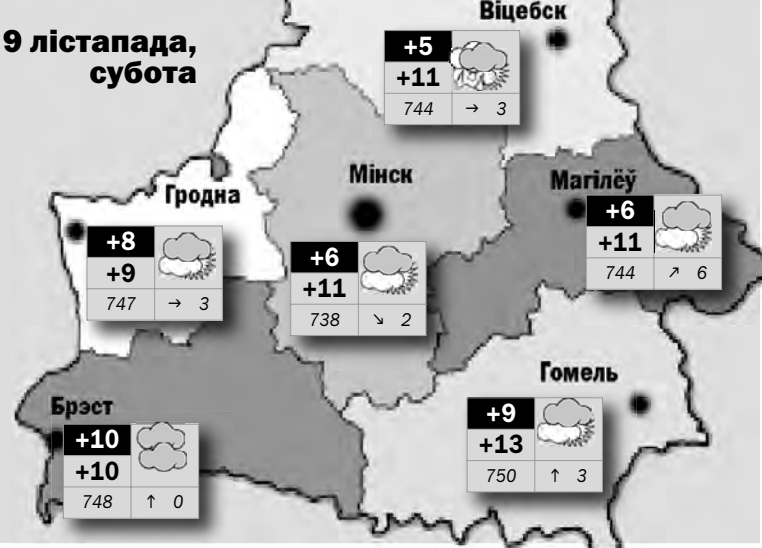 9 лістапада,
субота
Віцебск
+5
+11
744 → 3
Мінск
+6
+11
738 ↘ 2
Магілёў
+6
+11
744 ↗ 6
Гродна
+8
+9
747 → 3
Гомель
+9
+13
750 ↑ 3
Брэст
+10
+10
748 ↑ 0